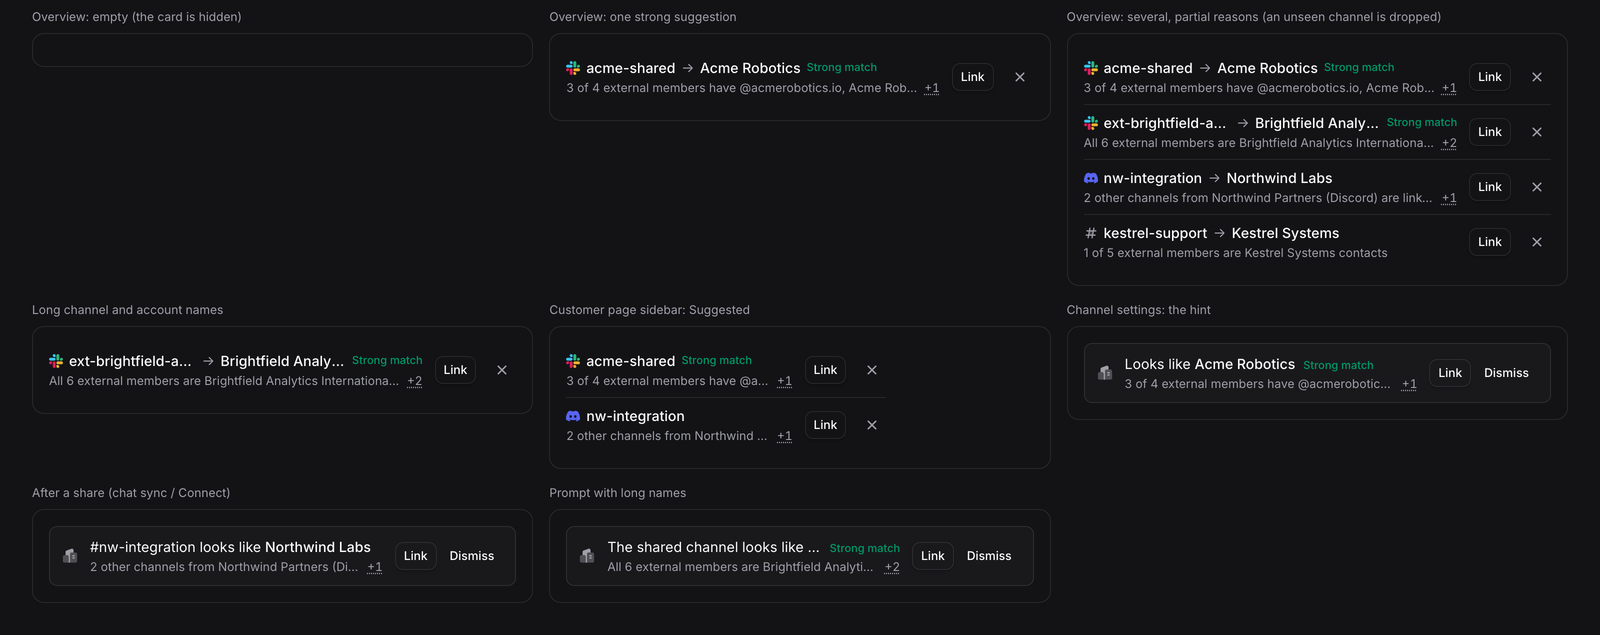 Overview: empty (the card is hidden)
Overview: one strong suggestion
acme-shared → Acme Robotics Strong match
3 of 4 external members have @acmerobotics.io, Acme Rob... +1
Link
Overview: several, partial reasons (an unseen channel is dropped)
acme-shared → Acme Robotics Strong match
3 of 4 external members have @acmerobotics.io, Acme Rob... +1
Link
ext-brightfield-a... → Brightfield Analy... Strong match
All 6 external members are Brightfield Analytics Internationa... +2
Link
nw-integration → Northwind Labs
2 other channels from Northwind Partners (Discord) are link... +1
Link
# kestrel-support → Kestrel Systems
1 of 5 external members are Kestrel Systems contacts
Link
Long channel and account names
ext-brightfield-a... → Brightfield Analy... Strong match
All 6 external members are Brightfield Analytics Internationa... +2
Link
Customer page sidebar: Suggested
acme-shared Strong match
3 of 4 external members have @a... +1
Link
nw-integration
2 other channels from Northwind ... +1
Link
Channel settings: the hint
Looks like Acme Robotics Strong match
3 of 4 external members have @acmerobotic... +1
Link
Dismiss
After a share (chat sync / Connect)
#nw-integration looks like Northwind Labs
2 other channels from Northwind Partners (Di... +1
Link
Dismiss
Prompt with long names
The shared channel looks like ... Strong match
All 6 external members are Brightfield Analyti... +2
Link
Dismiss